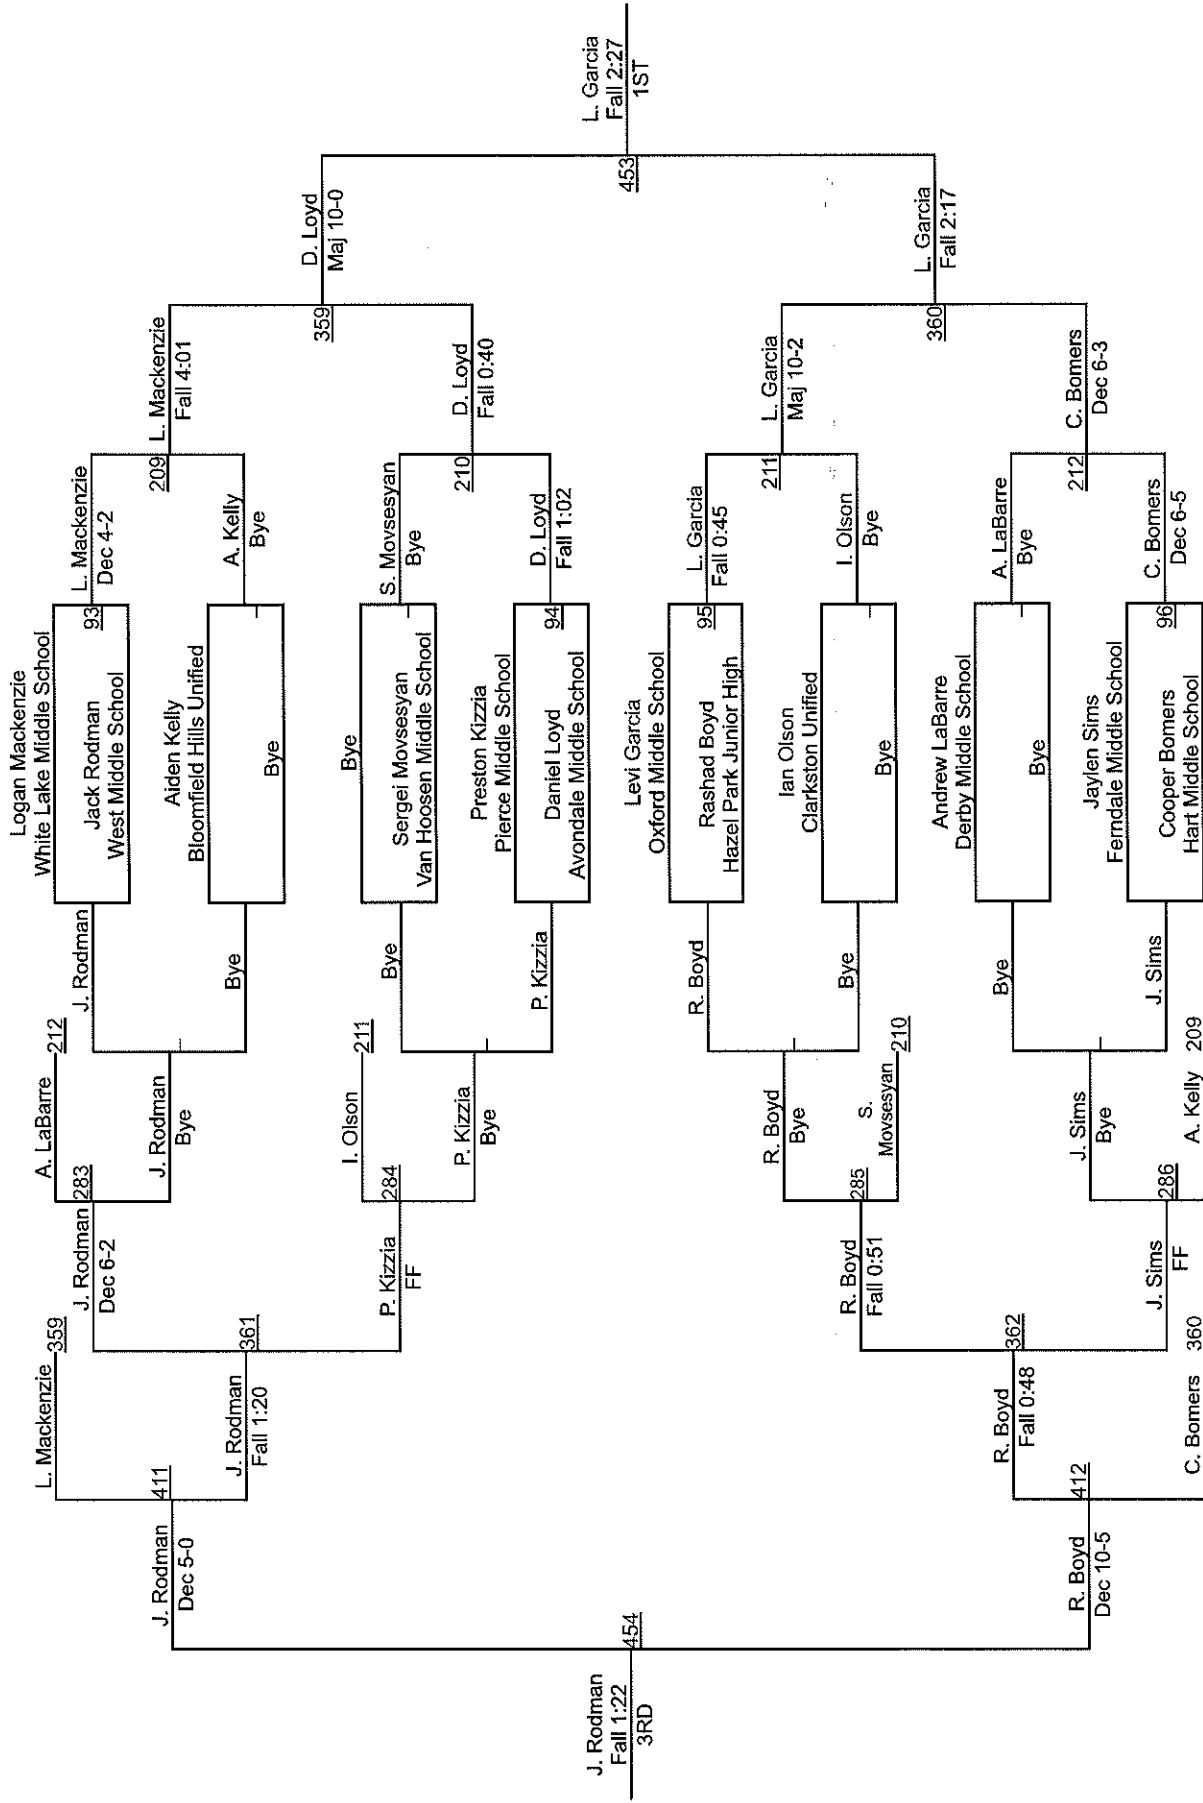 L. Mackenzie 359
A. LaBarre 212
Logan Mackenzie
White Lake Middle School
J. Rodman
Dec 6-2
283
J. Rodman
Jack Rodman
West Middle School
93
L. Mackenzie
Dec 4-2
J. Rodman
Dec 5-0
411
J. Rodman
Bye
209
L. Mackenzie
Fall 4:01
J. Rodman
Fall 1:20
361
Bye
Aiden Kelly
Bloomfield Hills Unified
Bye
A. Kelly
Bye
D. Loyd
Maj 10-0
359
I. Olson 211
P. Kizzia
FF
284
Bye
Bye
Sergei Movsesyan
Van Hoosen Middle School
S. Movsesyan
Bye
P. Kizzia
Bye
210
D. Loyd
Fall 0:40
P. Kizzia
Preston Kizzia
Pierce Middle School
Daniel Loyd
Avondale Middle School
94
D. Loyd
Fall 1:02
J. Rodman
Fall 1:22
3RD
454
L. Garcia
Fall 2:27
1ST
453
R. Boyd
Levi Garcia
Oxford Middle School
Rashad Boyd
Hazel Park Junior High
95
L. Garcia
Fall 0:45
R. Boyd
Bye
211
L. Garcia
Maj 10-2
R. Boyd
Fall 0:51
285
Bye
Ian Olson
Clarkston Unified
Bye
I. Olson
Bye
S.
Movsesyan
210
L. Garcia
Fall 2:17
360
R. Boyd
Fall 0:48
362
Bye
Andrew LaBarre
Derby Middle School
Bye
A. LaBarre
Bye
R. Boyd
Dec 10-5
412
J. Sims
Bye
212
C. Bomers
Dec 6-3
J. Sims
FF
286
J. Sims
Jaylen Sims
Ferndale Middle School
Cooper Bomers
Hart Middle School
96
C. Bomers
Dec 6-5
C. Bomers 360
A. Kelly 209